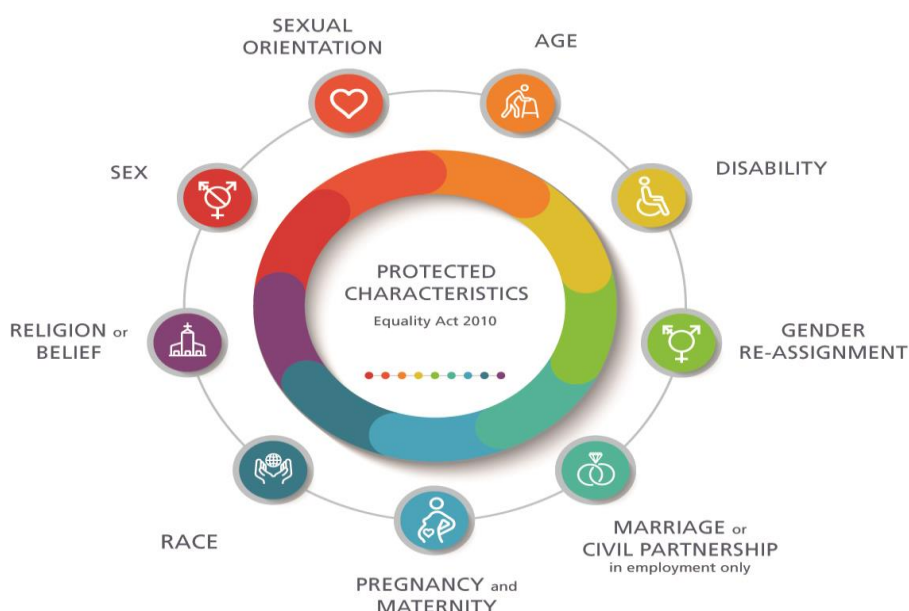 SEXUAL
ORIENTATION
AGE
SEX
DISABILITY
PROTECTED
CHARACTERISTICS
Equality Act 2010
RELIGION or
BELIEF
GENDER
RE-ASSIGNMENT
RACE
MARRIAGE or
CIVIL PARTNERSHIP
in employment only
PREGNANCY and
MATERNITY